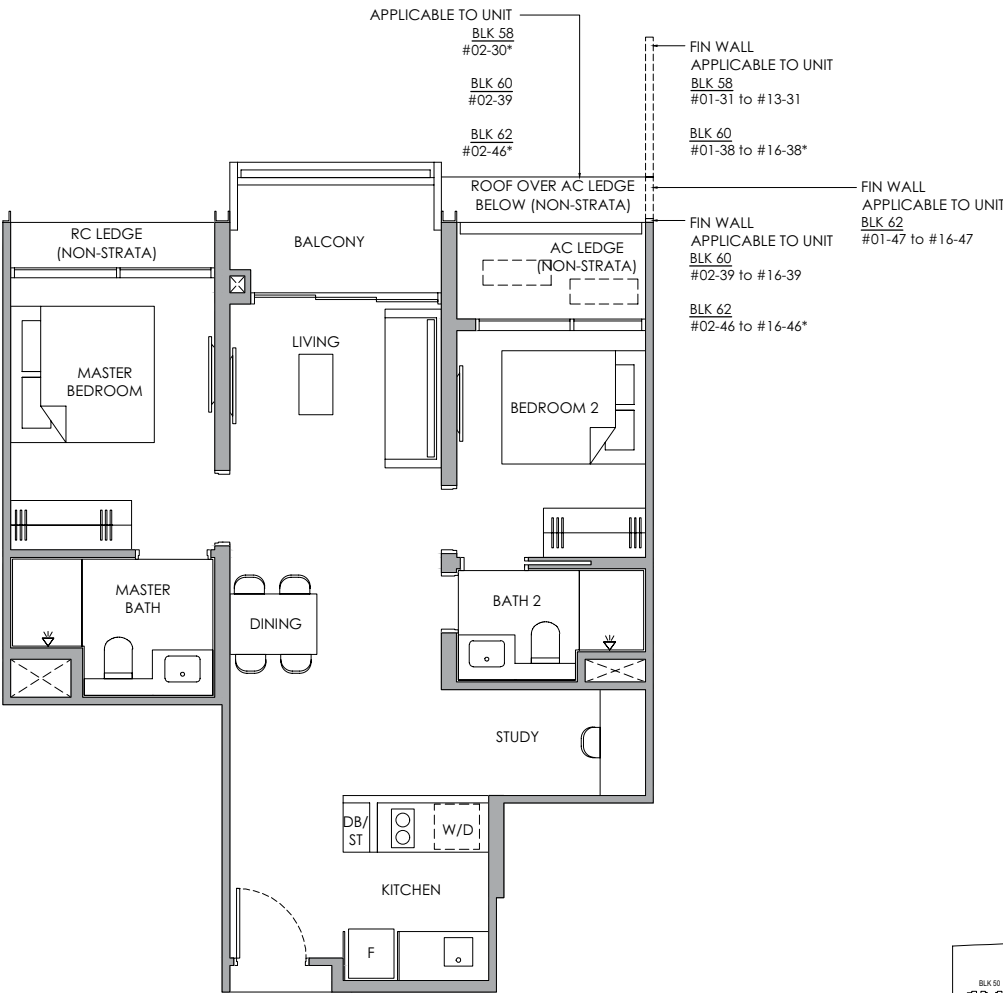 APPLICABLE TO UNIT
BLK 58
#02-30*
BLK 60
#02-39
BLK 62
#02-46*
FIN WALL
APPLICABLE TO UNIT
BLK 58
#01-31 to #13-31
BLK 60
#01-38 to #16-38*
FIN WALL
APPLICABLE TO UNIT
BLK 62
#01-47 to #16-47
FIN WALL
APPLICABLE TO UNIT
BLK 60
#02-39 to #16-39
BLK 62
#02-46 to #16-46*
ROOF OVER AC LEDGE
BELOW (NON-STRATA)
RC LEDGE
(NON-STRATA)
BALCONY
AC LEDGE
(NON-STRATA)
LIVING
MASTER
BEDROOM
BEDROOM 2
MASTER
BATH
DINING
BATH 2
STUDY
DB/
ST
W/D
KITCHEN
F
BLK 50